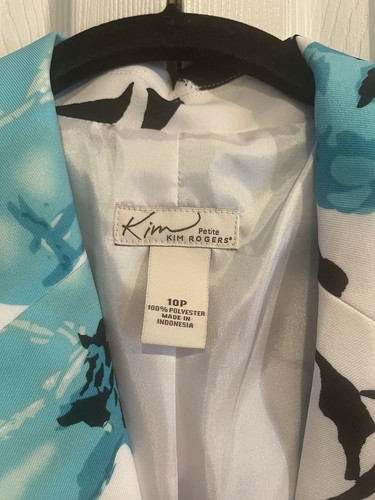 Kim Petite
KIM ROGERS®
10P
100% POLYESTER
MADE IN
INDONESIA